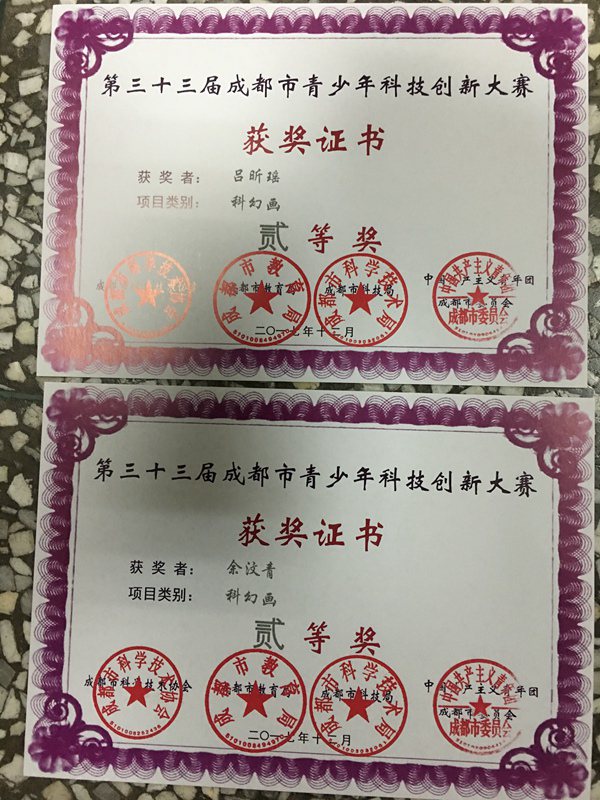 第三十三届成都市青少年科技创新大赛
获奖证书
获奖者：吕昕瑶
项目类别：科幻画
贰等奖
成都市教育局 成都市科技局 中国共产主义青年团
成都市委员会
二〇一七年十二月
第三十三届成都市青少年科技创新大赛
获奖证书
获奖者：余汶青
项目类别：科幻画
贰等奖
成都市科学技术协会 成都市教育局 成都市科技局 中国共产主义青年团
成都市委员会
二〇一七年十二月